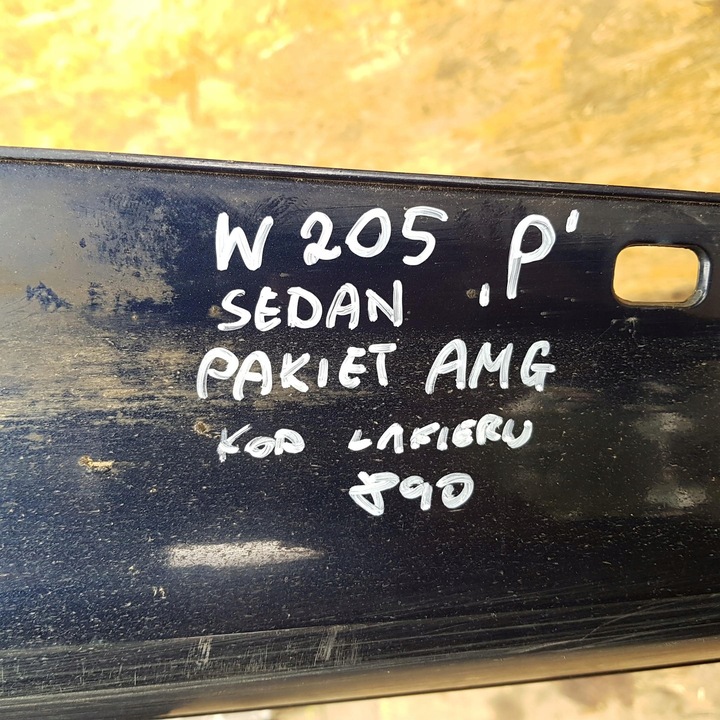 W 205 ‚P'
SEDAN
PAKIET AMG
KOD LAKIERU
890